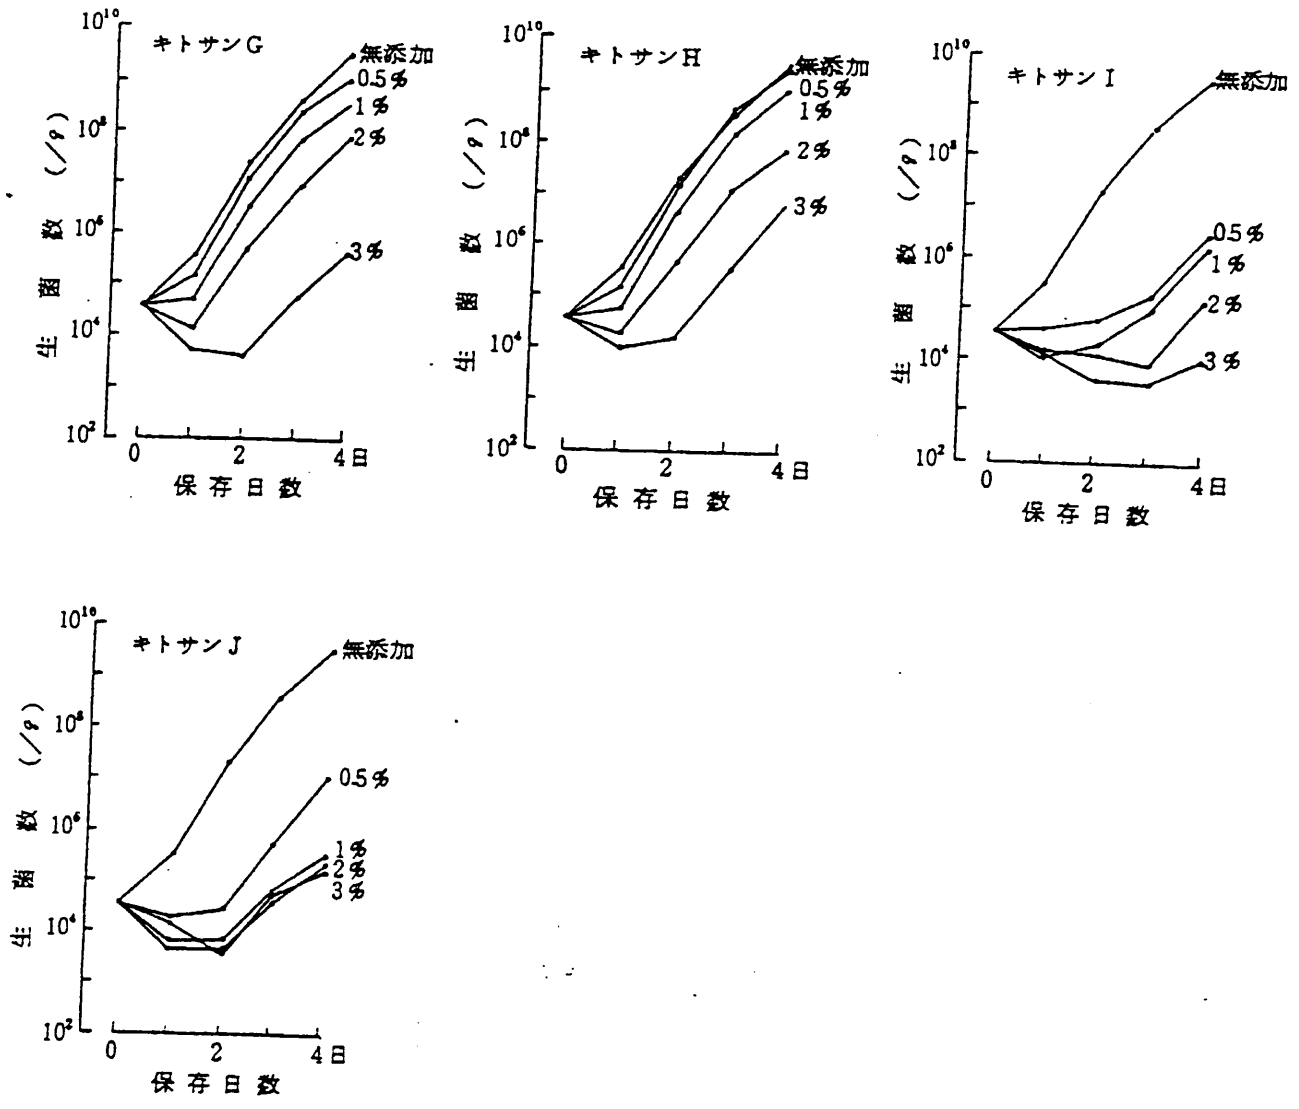 キトサンG
10¹⁰
10⁸
10⁶
10⁴
10²
生菌数 (/g)
無添加
0.5%
1%
2%
3%
0 2 4日
保存日数
キトサンH
10¹⁰
10⁸
10⁶
10⁴
10²
生菌数 (/g)
無添加
0.5%
1%
2%
3%
0 2 4日
保存日数
キトサンI
10¹⁰
10⁸
10⁶
10⁴
10²
生菌数 (/g)
無添加
0.5%
1%
2%
3%
0 2 4日
保存日数
キトサンJ
10¹⁰
10⁸
10⁶
10⁴
10²
生菌数 (/g)
無添加
0.5%
1%
2%
3%
0 2 4日
保存日数